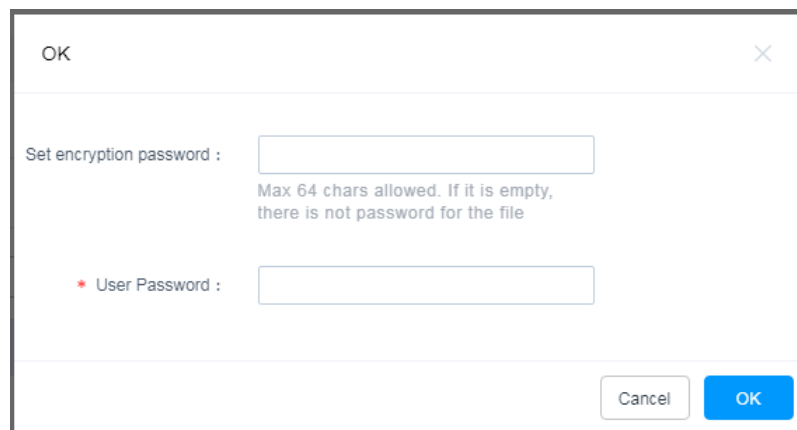 OK
Set encryption password :
Max 64 chars allowed. If it is empty,
there is not password for the file
* User Password :
Cancel
OK